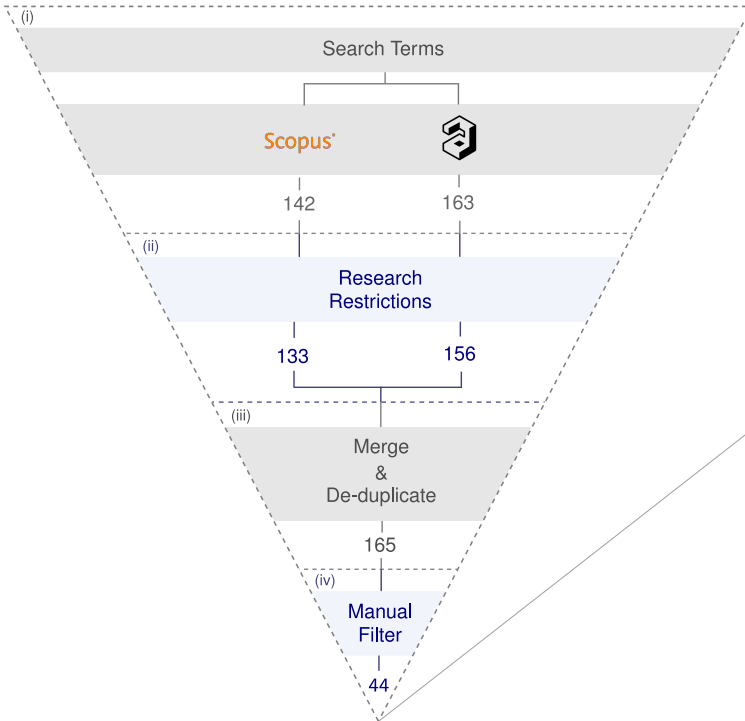 (i)
Search Terms
Scopus®
142
163
(ii)
Research
Restrictions
133
156
(iii)
Merge
&
De-duplicate
165
(iv)
Manual
Filter
44